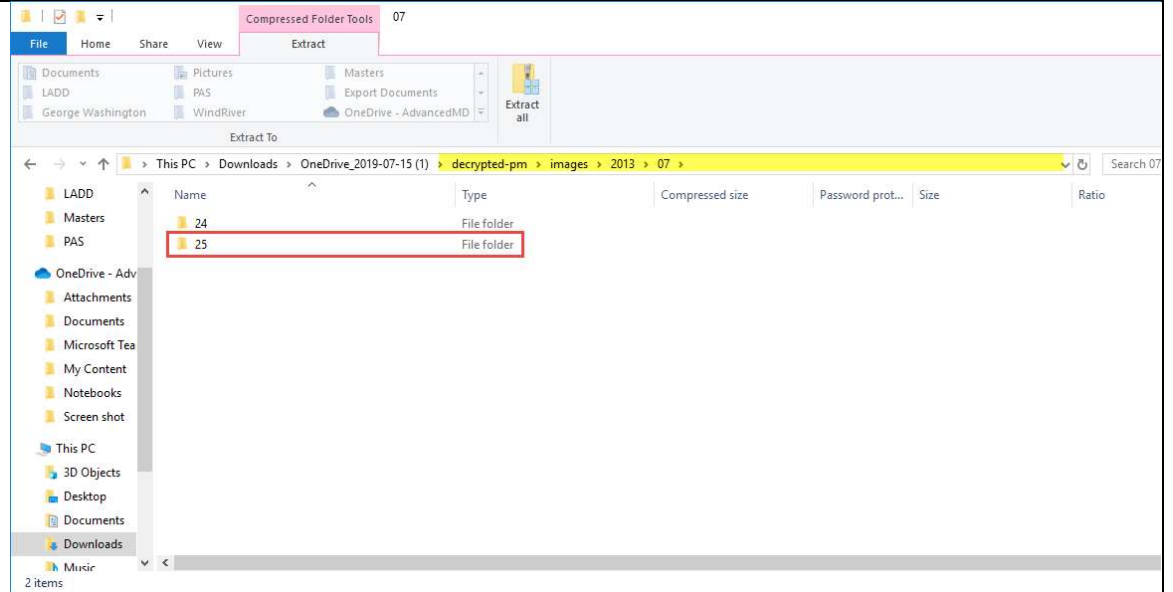 Compressed Folder Tools 07
File Home Share View Extract
Documents Pictures Masters
LADD PAS Export Documents
George Washington WindRiver OneDrive - AdvancedMD
Extract all
Extract To
This PC > Downloads > OneDrive_2019-07-15 (1) > decrypted-pm > images > 2013 > 07 > Search 07
Name Type Compressed size Password prot... Size Ratio
24 File folder
25 File folder
LADD
Masters
PAS
OneDrive - Adv
Attachments
Documents
Microsoft Tea
My Content
Notebooks
Screen shot
This PC
3D Objects
Desktop
Documents
Downloads
Music
2 items